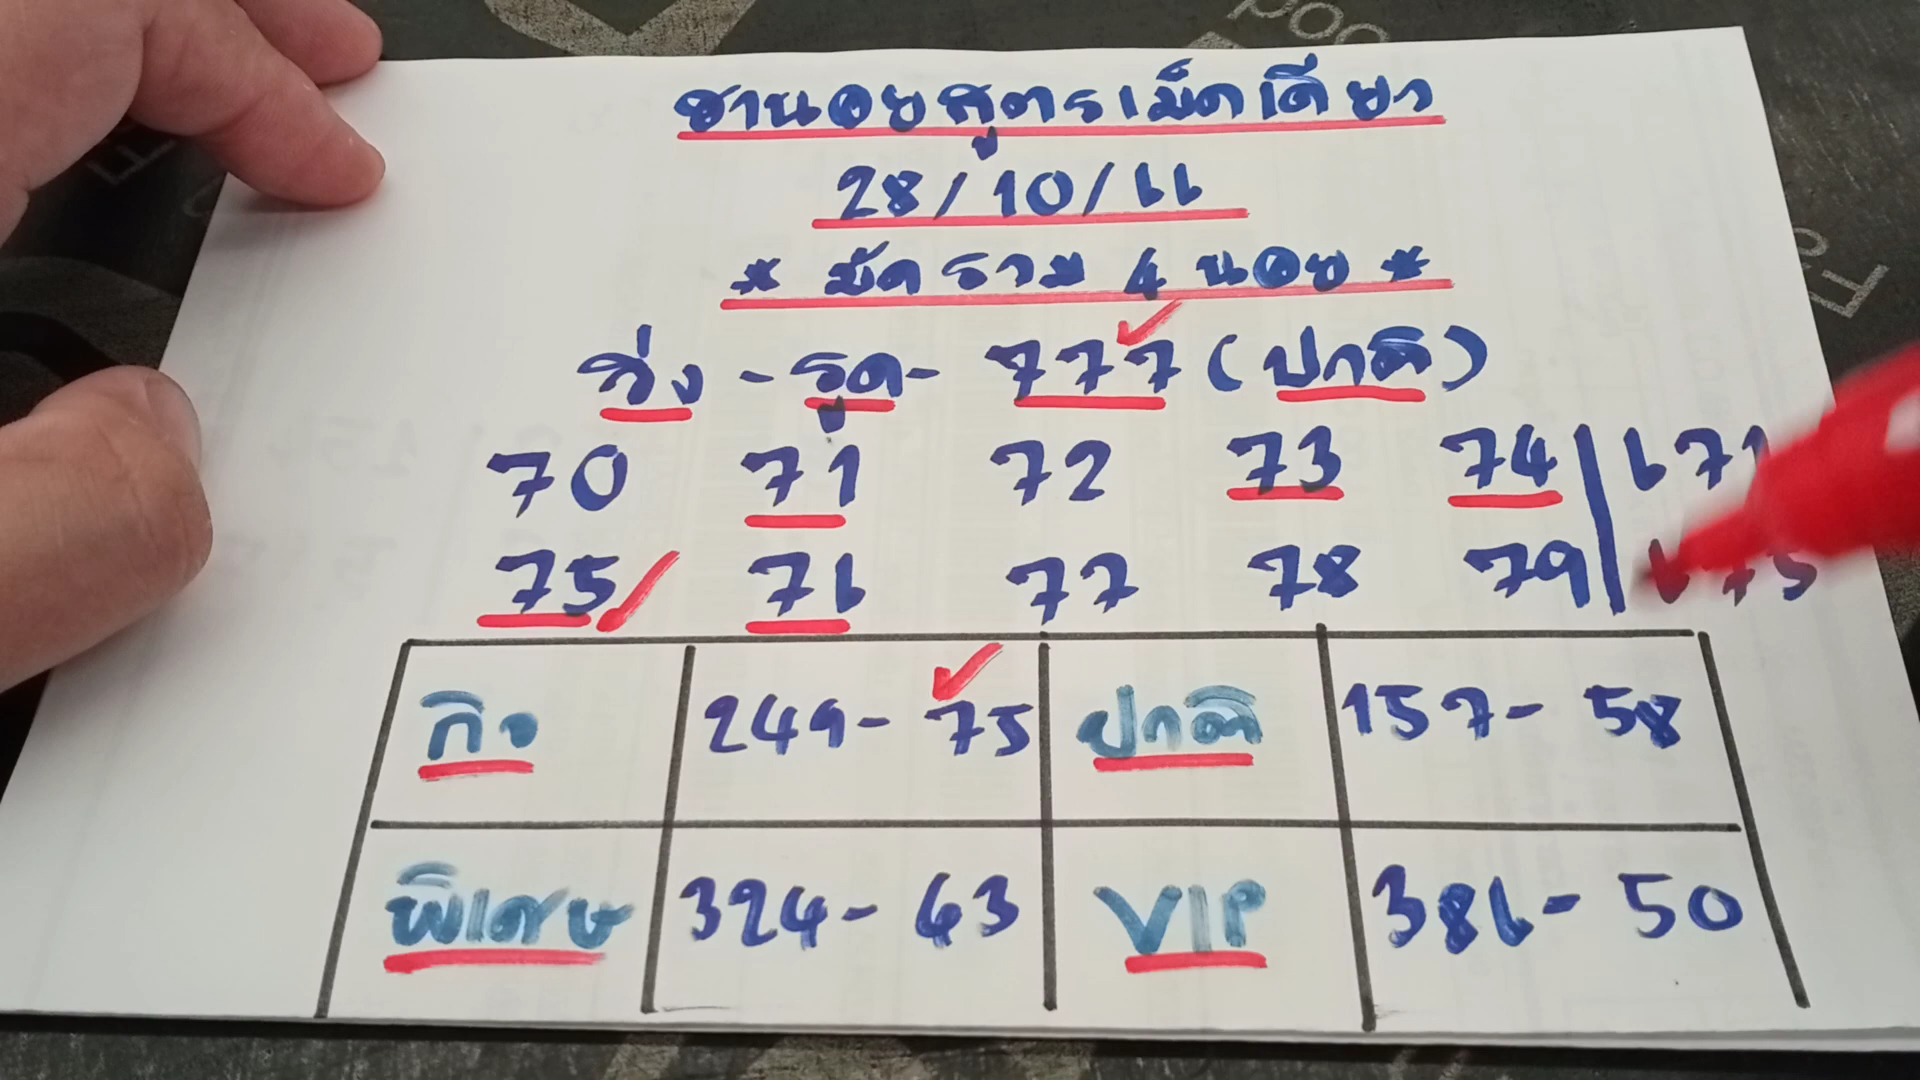 ฮานอยสูตรเม็ดเดียว
28/10/66
* มัดรวม 4 นอย *
วิ่ง - รูด - 777 (ปกติ)
70 71 72 73 74 671
75 76 77 78 79 675
กิจ 249 - 75 ปกติ 157 - 58
พิเศษ 324 - 63 VIP 386 - 50